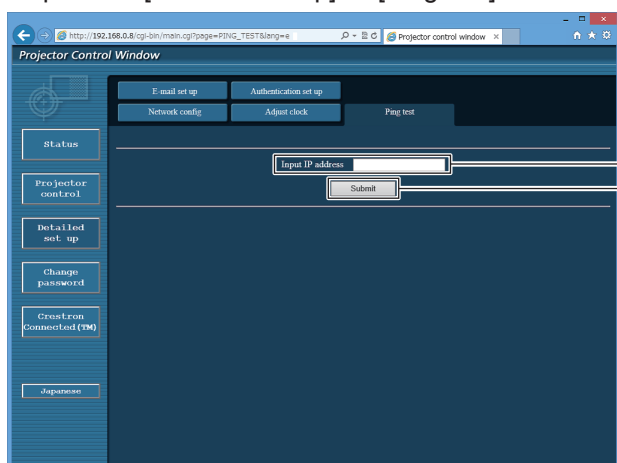 http://192.168.0.8/cgi-bin/main.cgi?page=PING_TEST&lang=e
Projector control window
Projector Control Window
E-mail set up
Authentication set up
Network config
Adjust clock
Ping test
Status
Input IP address
Submit
Projector
control
Detailed
set up
Change
password
Crestron
Connected(TM)
Japanese